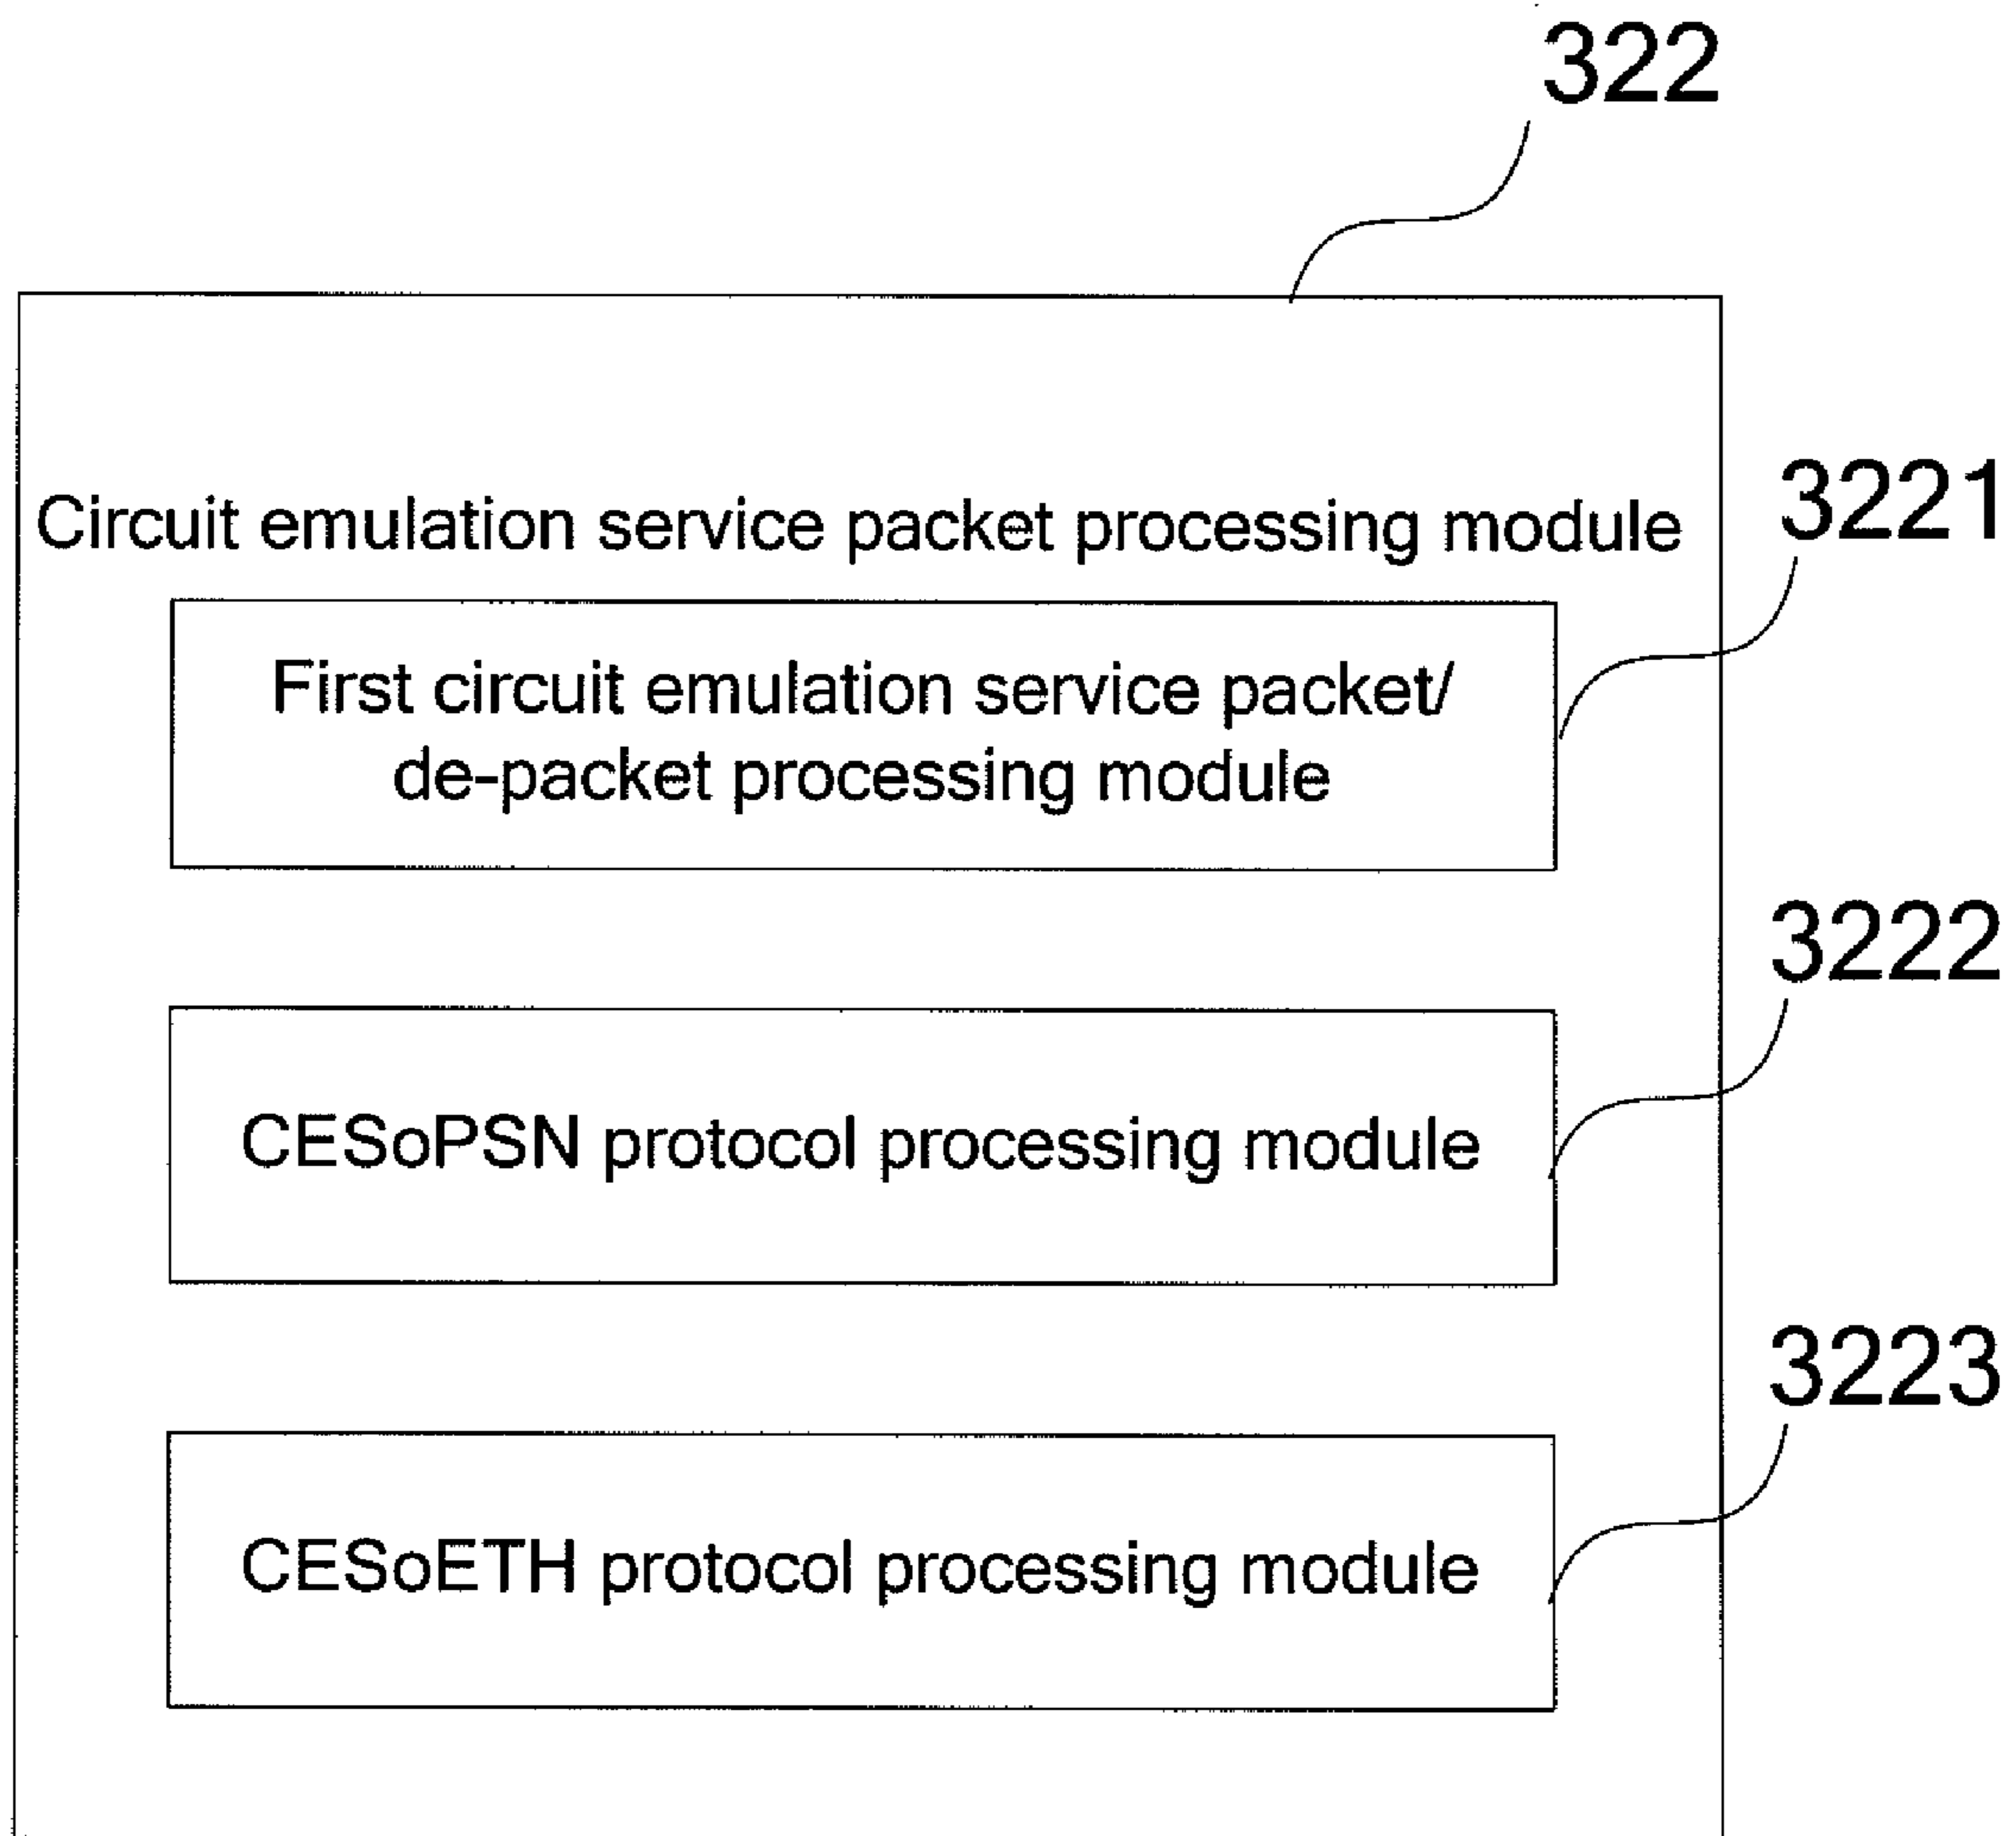 322
Circuit emulation service packet processing module
3221
First circuit emulation service packet/
de-packet processing module
3222
CESoPSN protocol processing module
3223
CESoETH protocol processing module